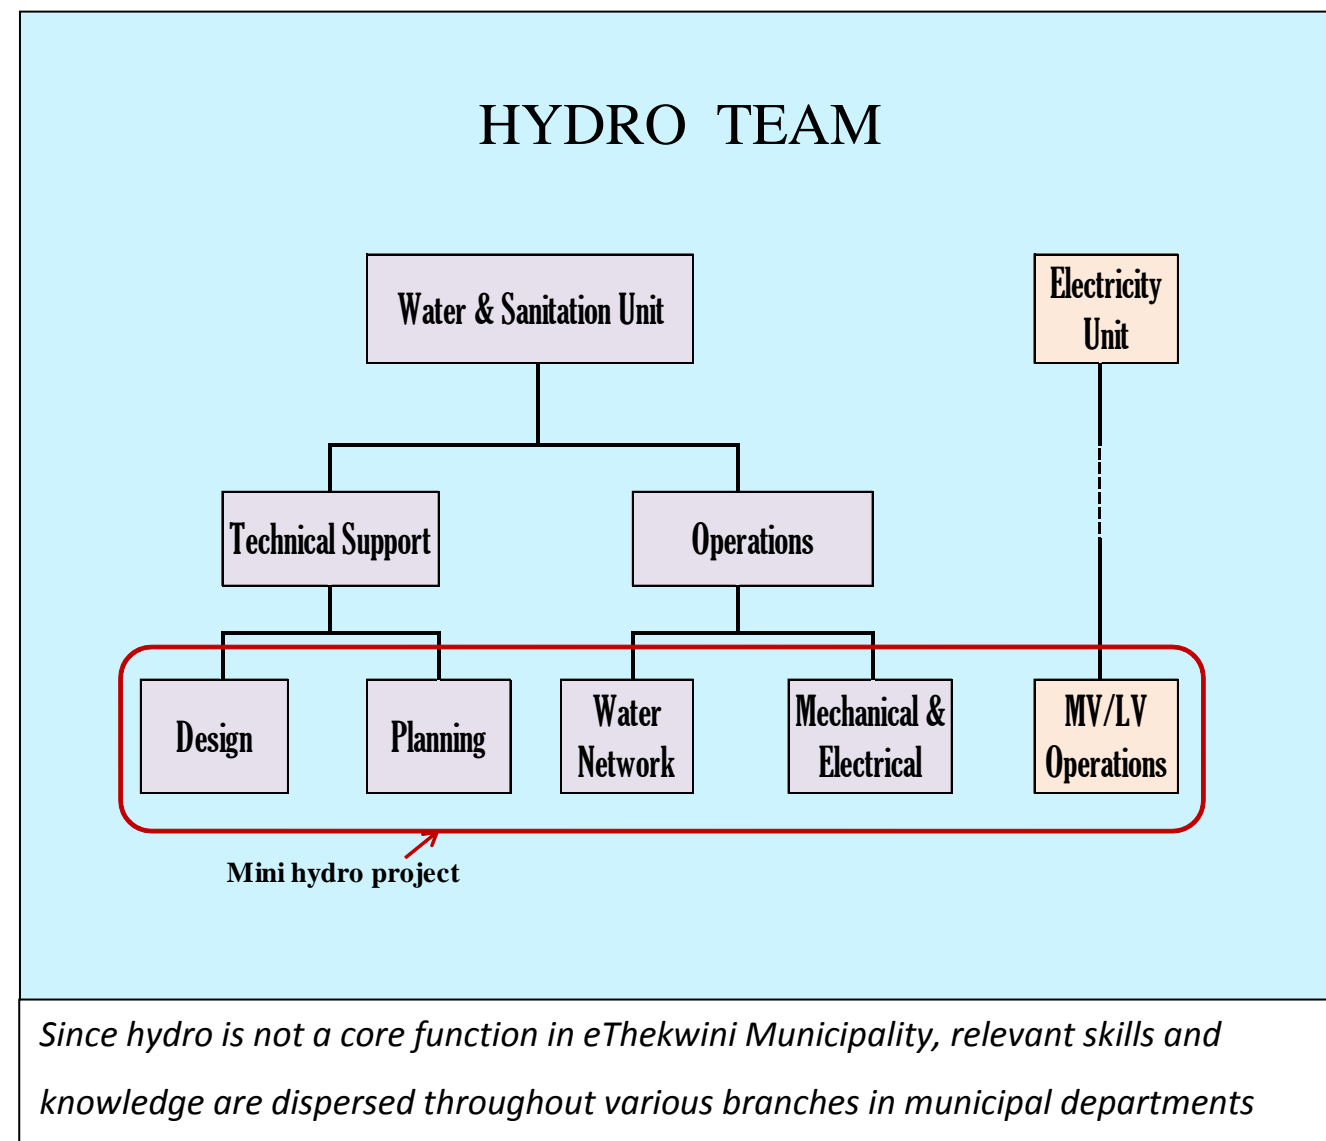 HYDRO TEAM
Water & Sanitation Unit
Electricity
Unit
Technical Support
Operations
Design
Planning
Water
Network
Mechanical &
Electrical
MV/LV
Operations
Mini hydro project
Since hydro is not a core function in eThekwini Municipality, relevant skills and
knowledge are dispersed throughout various branches in municipal departments